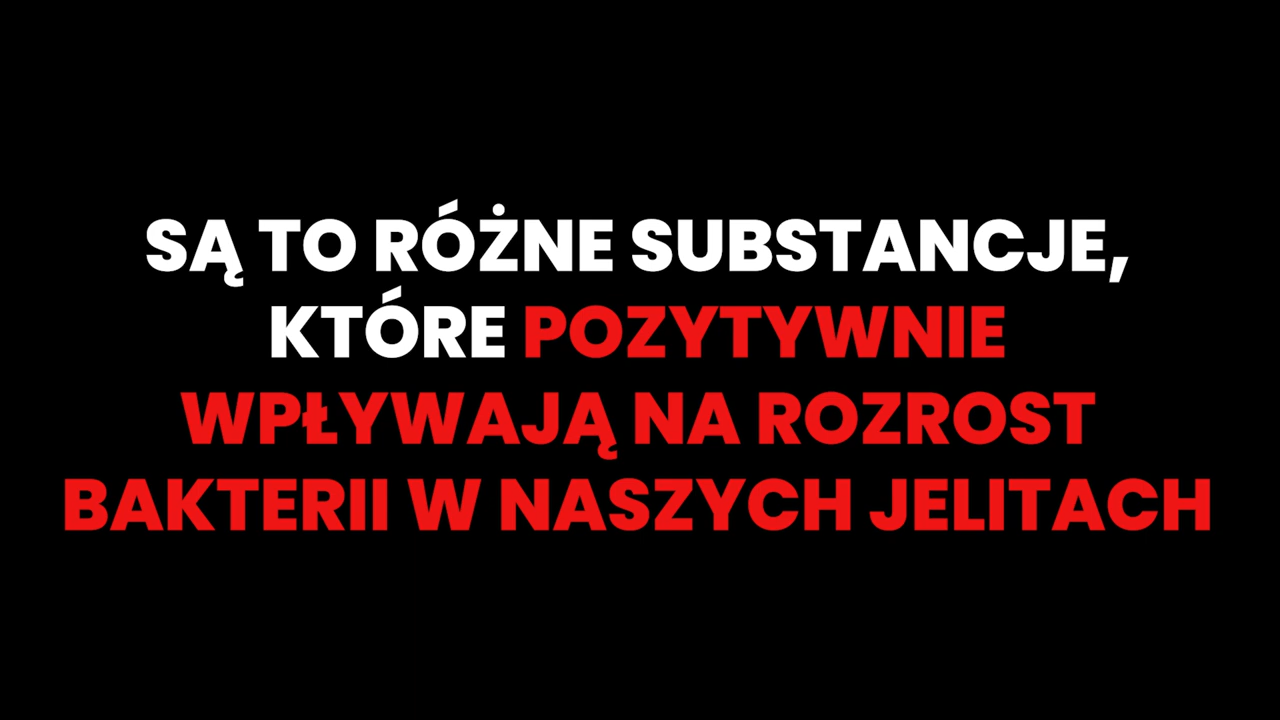 SĄ TO RÓŻNE SUBSTANCJE,
KTÓRE POZYTYWNIE
WPŁYWAJĄ NA ROZROST
BAKTERII W NASZYCH JELITACH